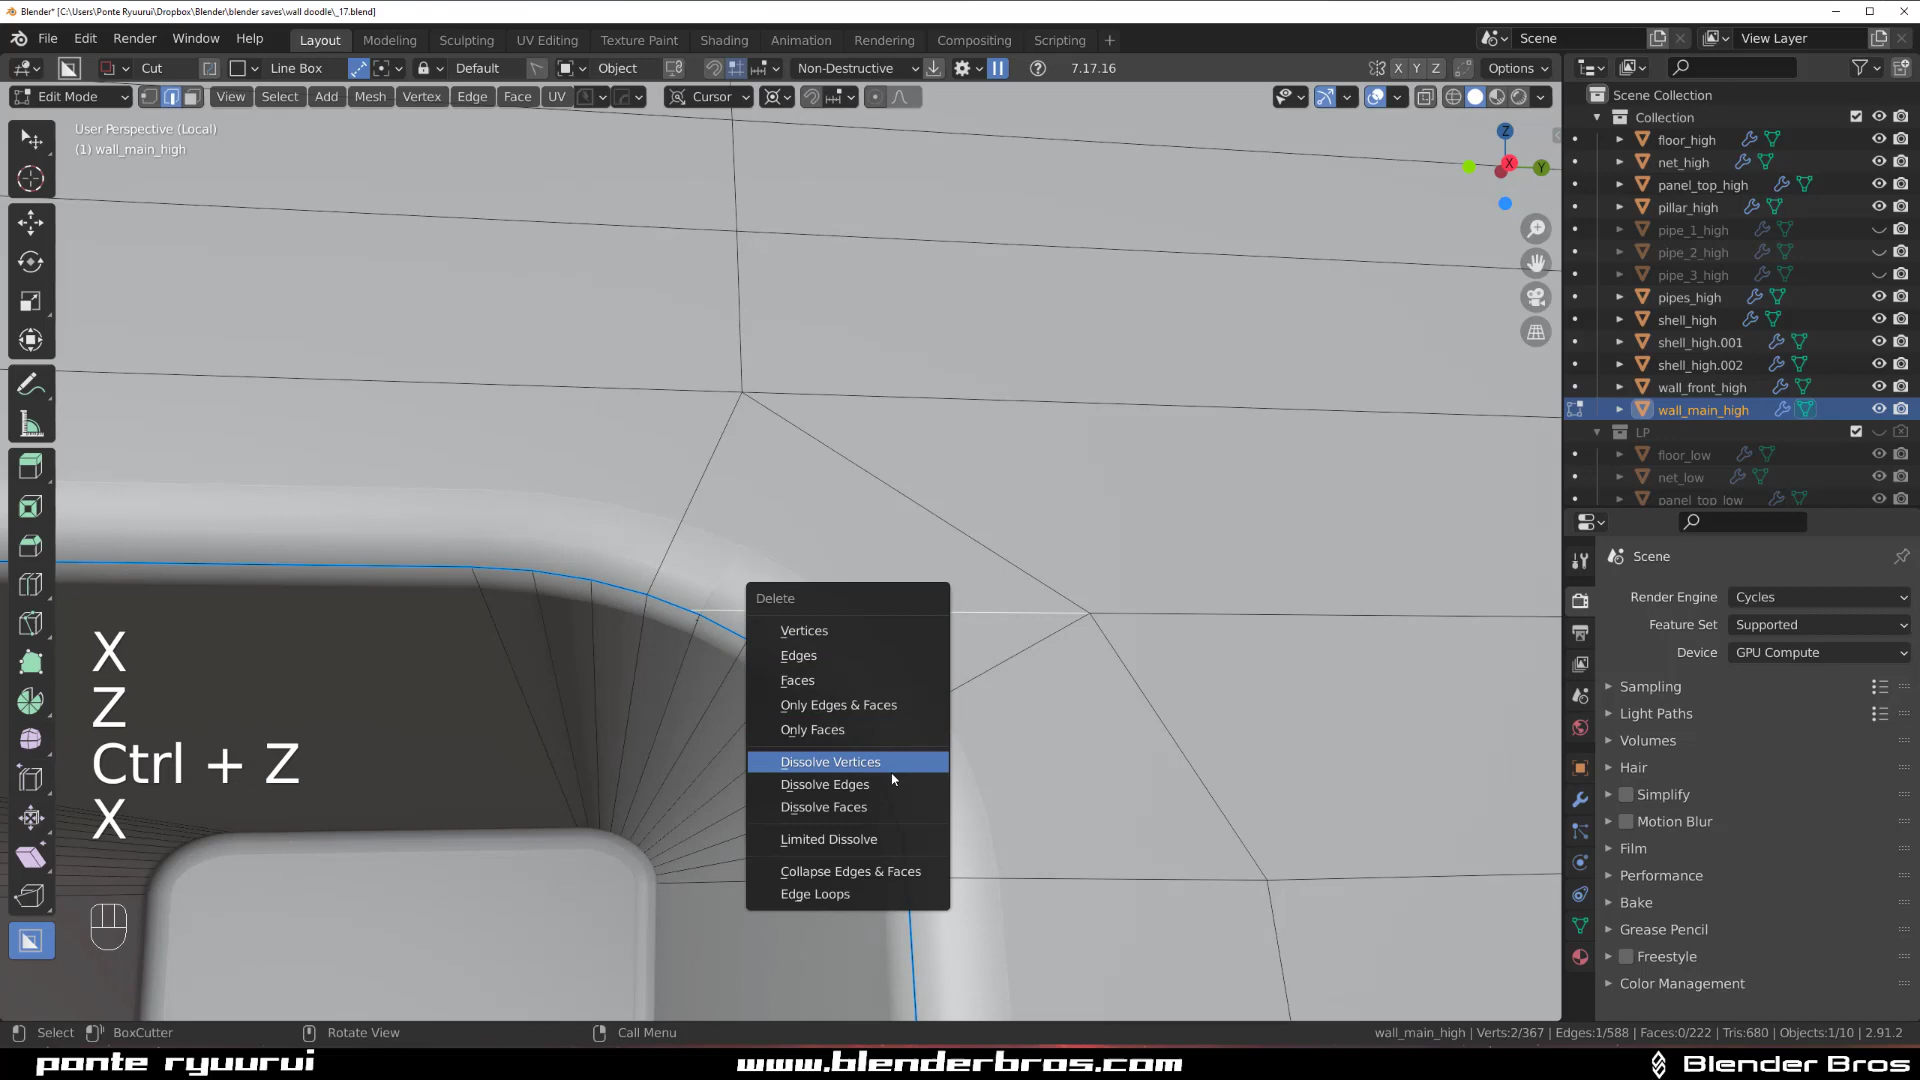 Blender* [C:\Users\Ponte Ryuurui\Dropbox\Blender\blender saves\wall doodle\_17.blend]
File Edit Render Window Help Layout Modeling Sculpting UV Editing Texture Paint Shading Animation Rendering Compositing Scripting + Scene View Layer
Cut Line Box Default Object Non-Destructive 7.17.16 X Y Z Options
Edit Mode View Select Add Mesh Vertex Edge Face UV Cursor
User Perspective (Local)
(1) wall_main_high
Z
X
Y
Scene Collection
Collection
floor_high
net_high
panel_top_high
pillar_high
pipe_1_high
pipe_2_high
pipe_3_high
pipes_high
shell_high
shell_high.001
shell_high.002
wall_front_high
wall_main_high
LP
floor_low
net_low
panel_top_low
Scene
Render Engine Cycles
Feature Set Supported
Device GPU Compute
Sampling
Light Paths
Volumes
Hair
Simplify
Motion Blur
Film
Performance
Bake
Grease Pencil
Freestyle
Color Management
Delete
Vertices
Edges
Faces
Only Edges & Faces
Only Faces
Dissolve Vertices
Dissolve Edges
Dissolve Faces
Limited Dissolve
Collapse Edges & Faces
Edge Loops
X
Z
Ctrl + Z
X
Select BoxCutter Rotate View Call Menu wall_main_high | Verts:2/367 | Edges:1/588 | Faces:0/222 | Tris:680 | Objects:1/10 | 2.91.2
ponte ryuurui www.blenderbros.com Blender Bros